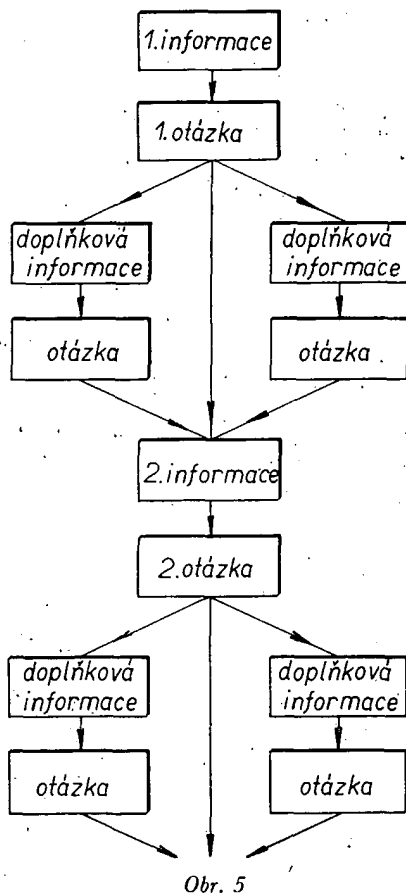 1. informace
1. otázka
doplňková
informace
doplňková
informace
otázka
otázka
2. informace
2. otázka
doplňková
informace
doplňková
informace
otázka
otázka
Obr. 5